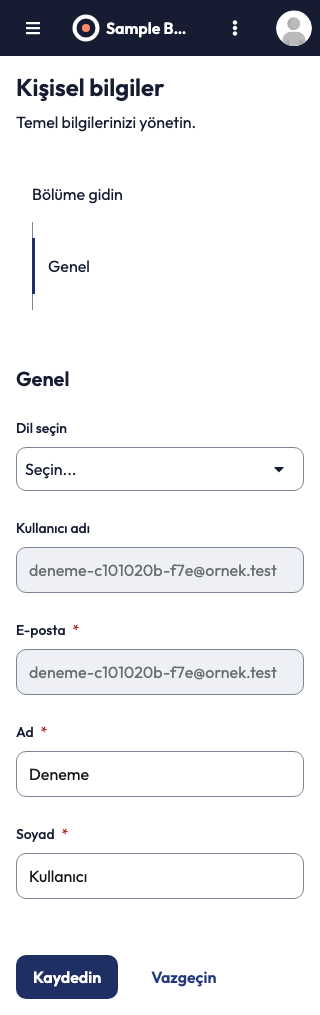 Sample B...
Kişisel bilgiler
Temel bilgilerinizi yönetin.
Bölüme gidin
Genel
Genel
Dil seçin
Seçin...
Kullanıcı adı
deneme-c101020b-f7e@ornek.test
E-posta *
deneme-c101020b-f7e@ornek.test
Ad *
Deneme
Soyad *
Kullanıcı
Kaydedin
Vazgeçin